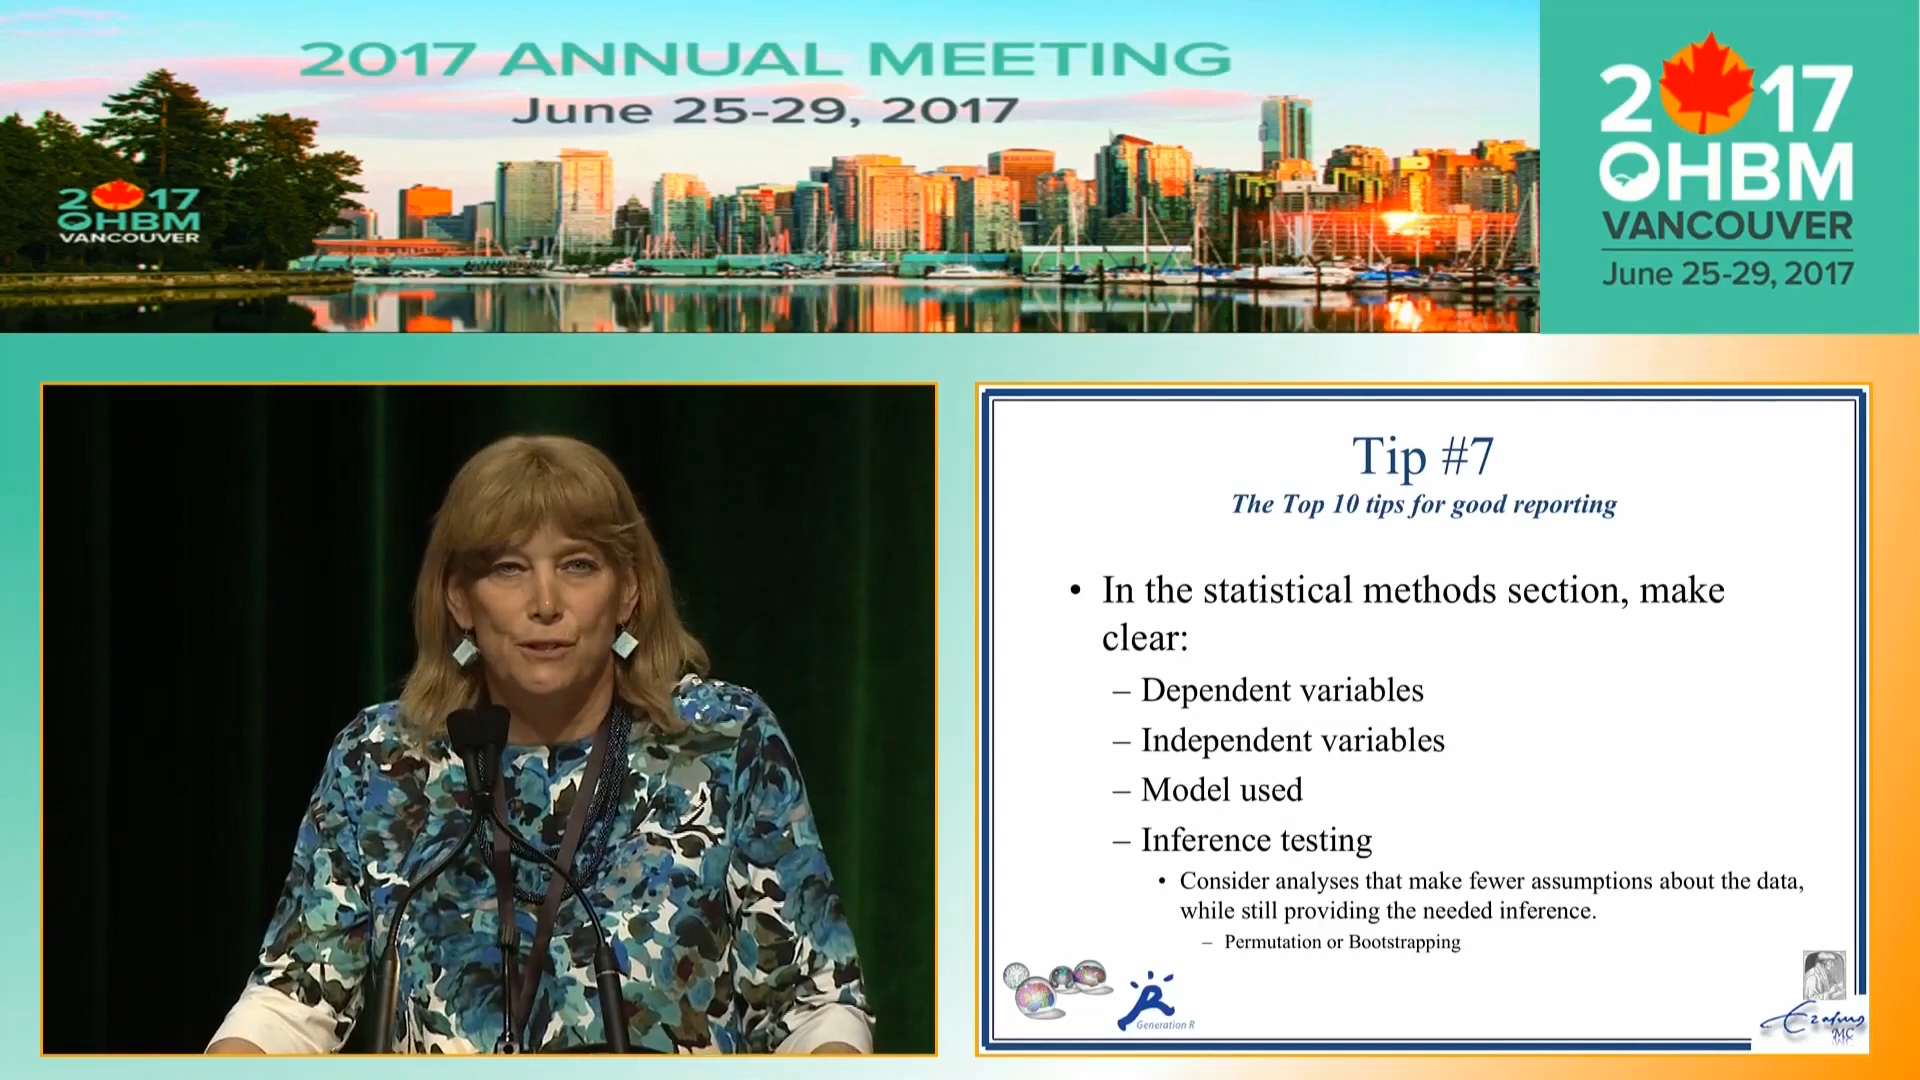 2017 ANNUAL MEETING
June 25-29, 2017
2017
OHBM
VANCOUVER
2017
OHBM
VANCOUVER
June 25-29, 2017
Tip #7
The Top 10 tips for good reporting
• In the statistical methods section, make
clear:
– Dependent variables
– Independent variables
– Model used
– Inference testing
• Consider analyses that make fewer assumptions about the data,
while still providing the needed inference.
– Permutation or Bootstrapping
Generation R
Erasmus
MC